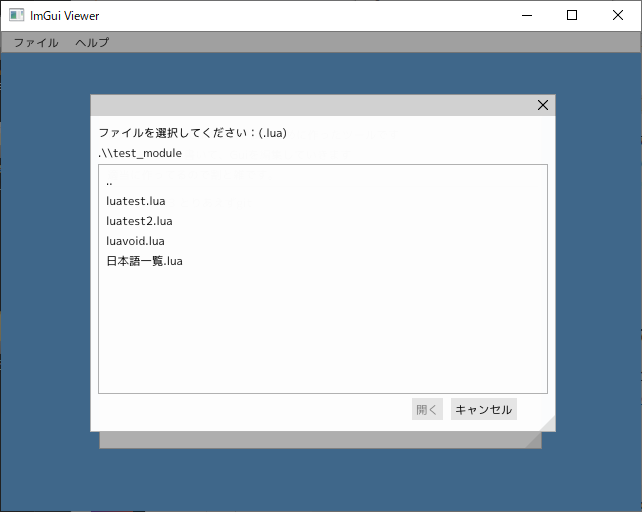 ImGui Viewer
ファイル ヘルプ
ファイルを選択してください：(.lua)
.\\test_module
..
luatest.lua
luatest2.lua
luavoid.lua
日本語一覧.lua
開く キャンセル